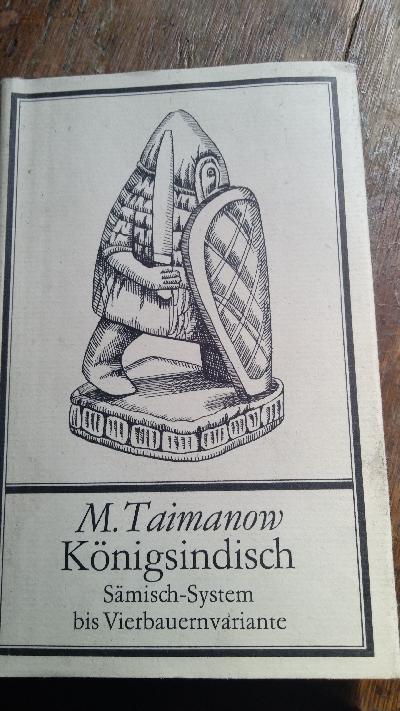 M. Taimanow
Königsindisch
Sämisch-System
bis Vierbauernvariante